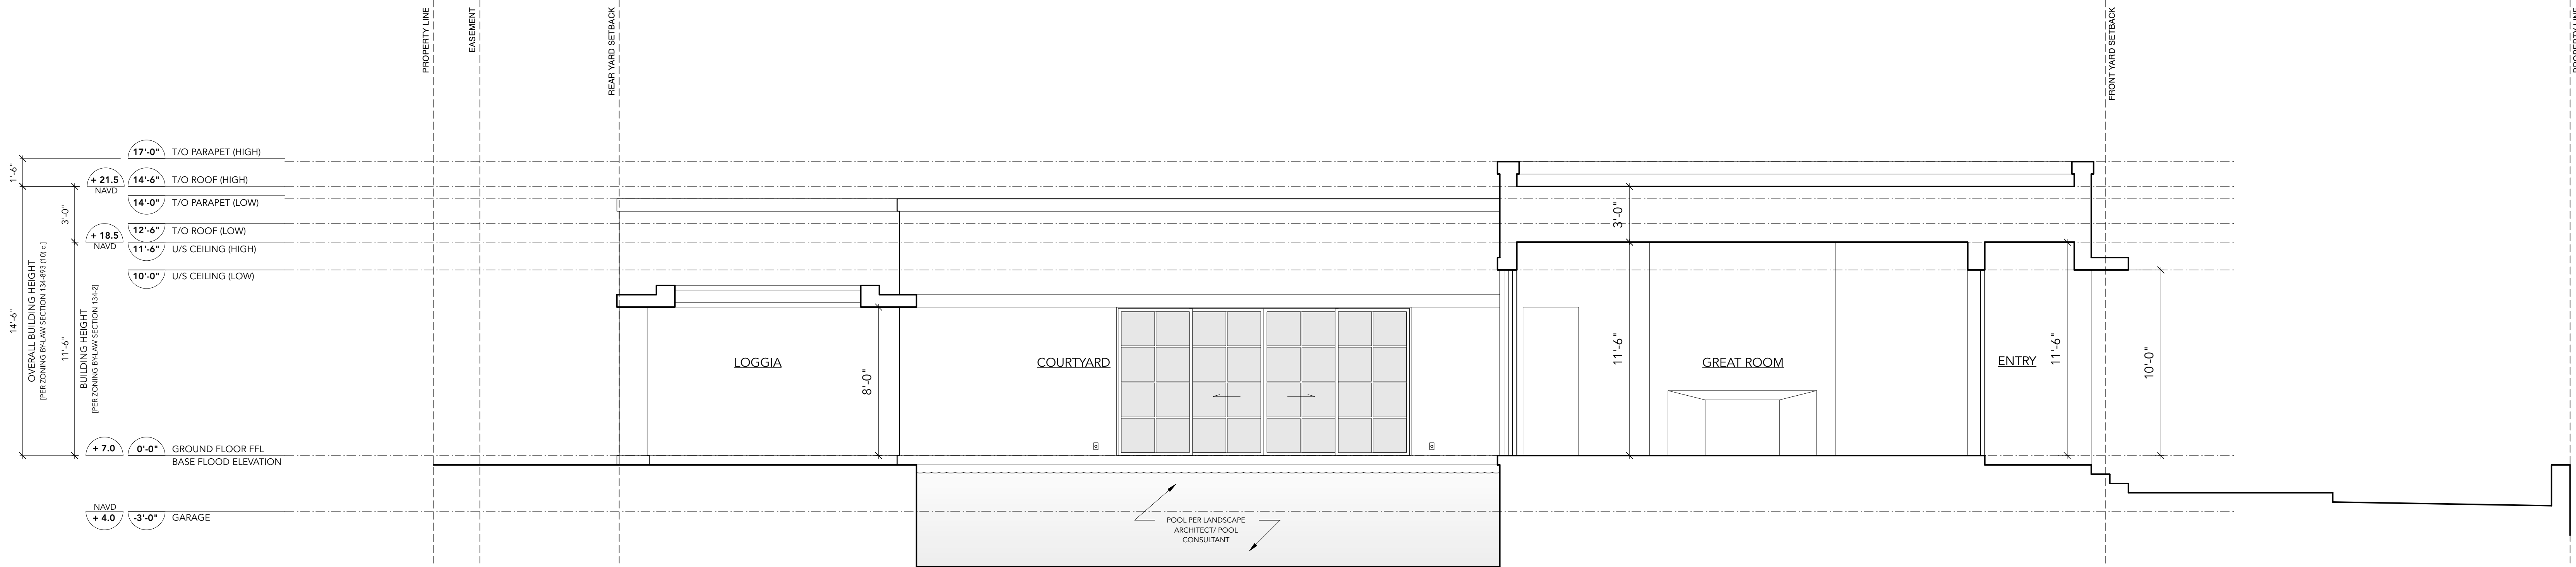 PROPERTY LINE
EASEMENT
REAR YARD SETBACK
FRONT YARD SETBACK
PROPERTY LINE
17'-0" T/O PARAPET (HIGH)
1'-6"
+ 21.5 14'-6" T/O ROOF (HIGH)
NAVD
14'-0" T/O PARAPET (LOW)
3'-0"
12'-6" T/O ROOF (LOW)
+ 18.5
NAVD
11'-6" U/S CEILING (HIGH)
10'-0" U/S CEILING (LOW)
14'-6"
OVERALL BUILDING HEIGHT
[PER ZONING BY-LAW SECTION 134-893 (10) c.]
11'-6"
BUILDING HEIGHT
[PER ZONING BY-LAW SECTION 134-2]
+ 7.0 0'-0" GROUND FLOOR FFL
BASE FLOOD ELEVATION
NAVD
+ 4.0 -3'-0" GARAGE
LOGGIA
8'-0"
COURTYARD
POOL PER LANDSCAPE
ARCHITECT/ POOL
CONSULTANT
3'-0"
11'-6"
GREAT ROOM
ENTRY
11'-6"
10'-0"